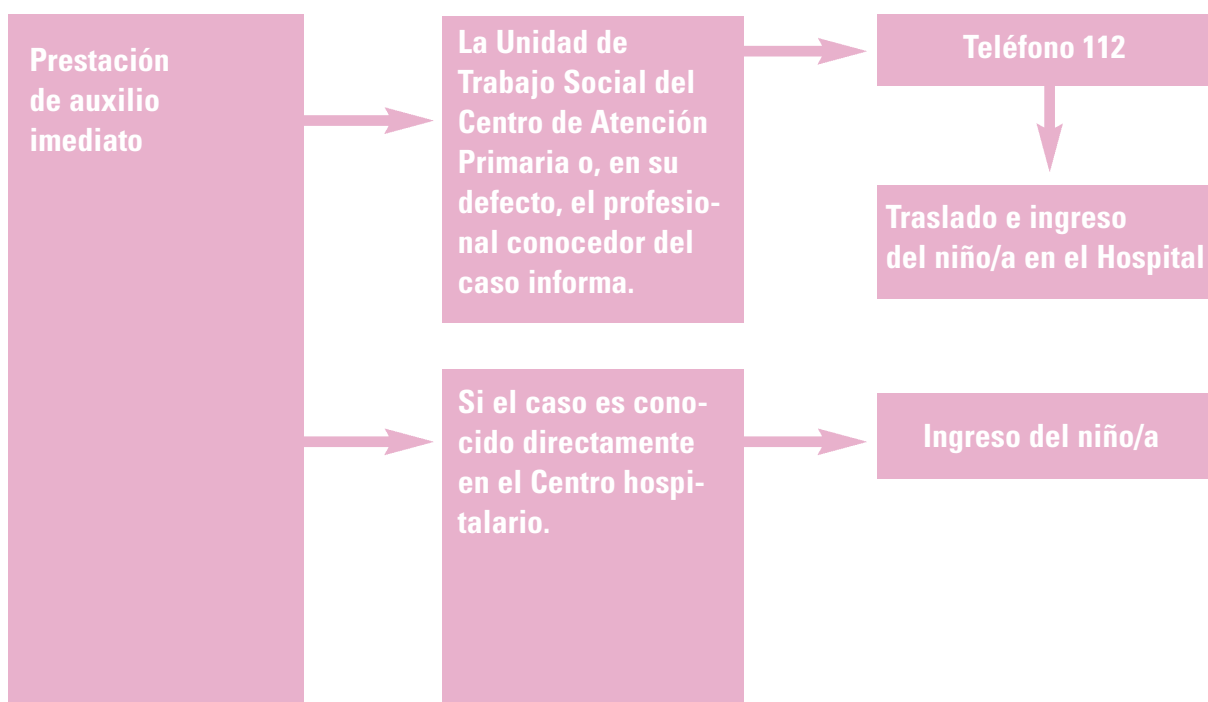 Prestación
de auxilio
imediato
La Unidad de
Trabajo Social del
Centro de Atención
Primaria o, en su
defecto, el profesio-
nal conocedor del
caso informa.
Teléfono 112
Traslado e ingreso
del niño/a en el Hospital
Si el caso es cono-
cido directamente
en el Centro hospi-
talario.
Ingreso del niño/a